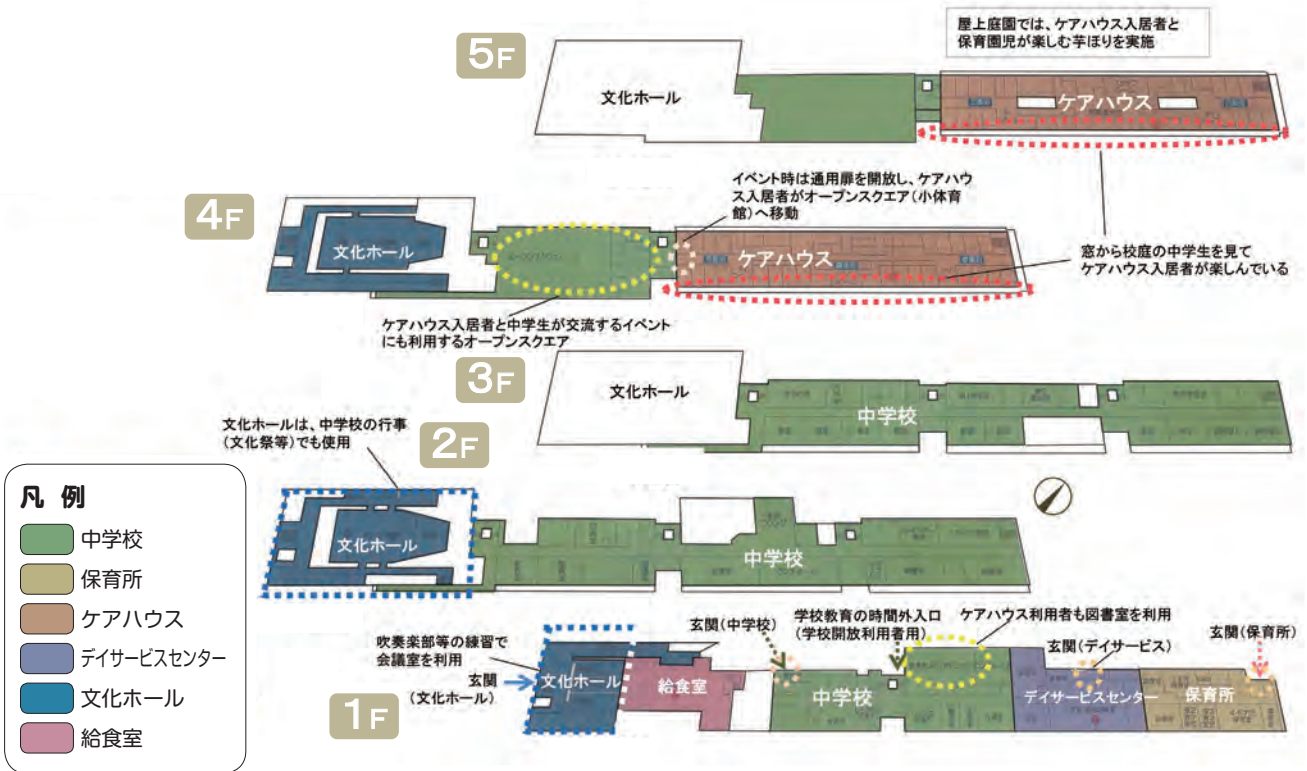 5F
屋上庭園では、ケアハウス入居者と
保育園児が楽しむ芋ほりを実施
文化ホール
ケアハウス
4F
イベント時は通用扉を開放し、ケアハウ
ス入居者がオープンスクエア(小体育
館)へ移動
文化ホール
ケアハウス
窓から校庭の中学生を見て
ケアハウス入居者が楽しんでいる
ケアハウス入居者と中学生が交流するイベント
にも利用するオープンスクエア
3F
文化ホール
中学校
文化ホールは、中学校の行事
(文化祭等)でも使用
2F
文化ホール
中学校
凡 例
中学校
保育所
ケアハウス
デイサービスセンター
文化ホール
給食室
吹奏楽部等の練習で
会議室を利用
玄関
(文化ホール)
1F
玄関(中学校)
学校教育の時間外入口
(学校開放利用者用)
ケアハウス利用者も図書室を利用
玄関(デイサービス)
玄関(保育所)
文化ホール
給食室
中学校
デイサービスセンター
保育所